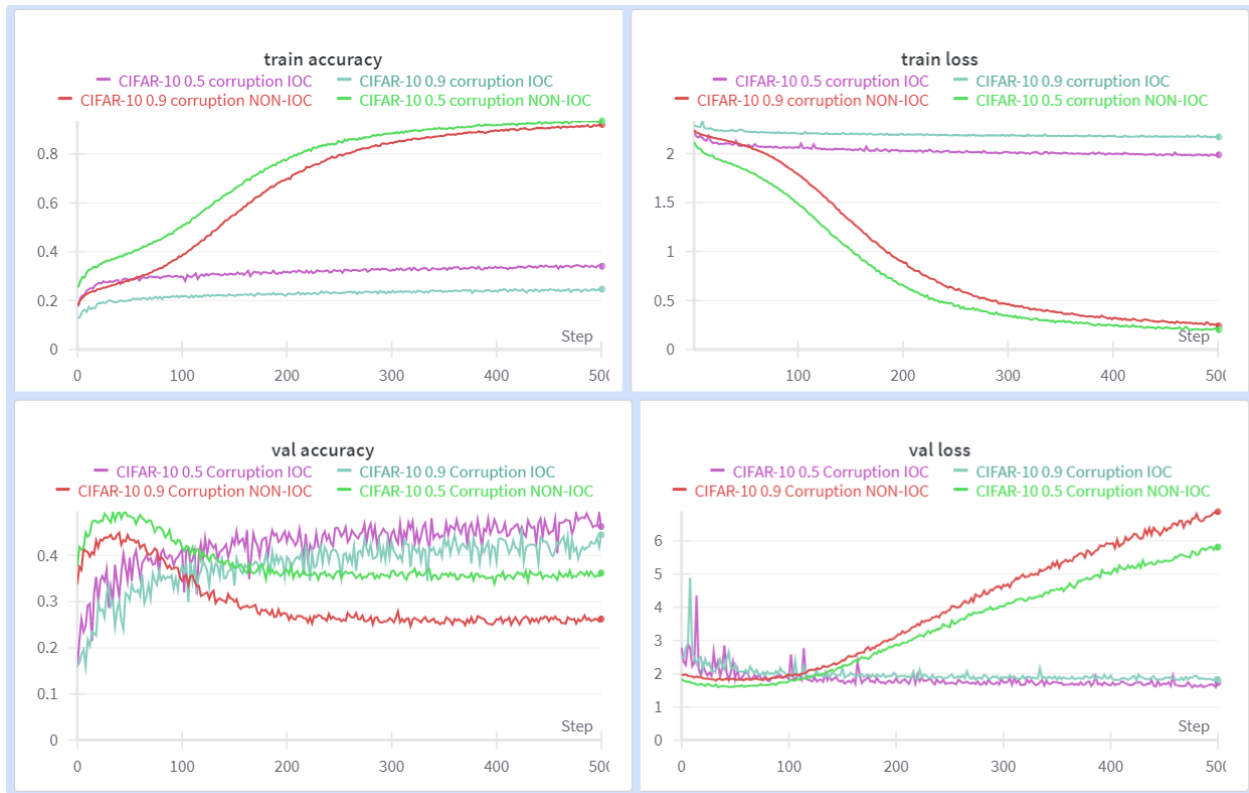 train accuracy
CIFAR-10 0.5 corruption IOC CIFAR-10 0.9 corruption IOC
CIFAR-10 0.9 corruption NON-IOC CIFAR-10 0.5 corruption NON-IOC
0.8
0.6
0.4
0.2
0
Step
0 100 200 300 400 500
train loss
CIFAR-10 0.5 corruption IOC CIFAR-10 0.9 corruption IOC
CIFAR-10 0.9 corruption NON-IOC CIFAR-10 0.5 corruption NON-IOC
2
1.5
1
0.5
0
Step
100 200 300 400 500
val accuracy
CIFAR-10 0.5 Corruption IOC CIFAR-10 0.9 Corruption IOC
CIFAR-10 0.9 Corruption NON-IOC CIFAR-10 0.5 Corruption NON-IOC
0.4
0.3
0.2
0.1
0
Step
0 100 200 300 400 500
val loss
CIFAR-10 0.5 Corruption IOC CIFAR-10 0.9 Corruption IOC
CIFAR-10 0.9 Corruption NON-IOC CIFAR-10 0.5 Corruption NON-IOC
6
5
4
3
2
1
0
Step
0 100 200 300 400 500